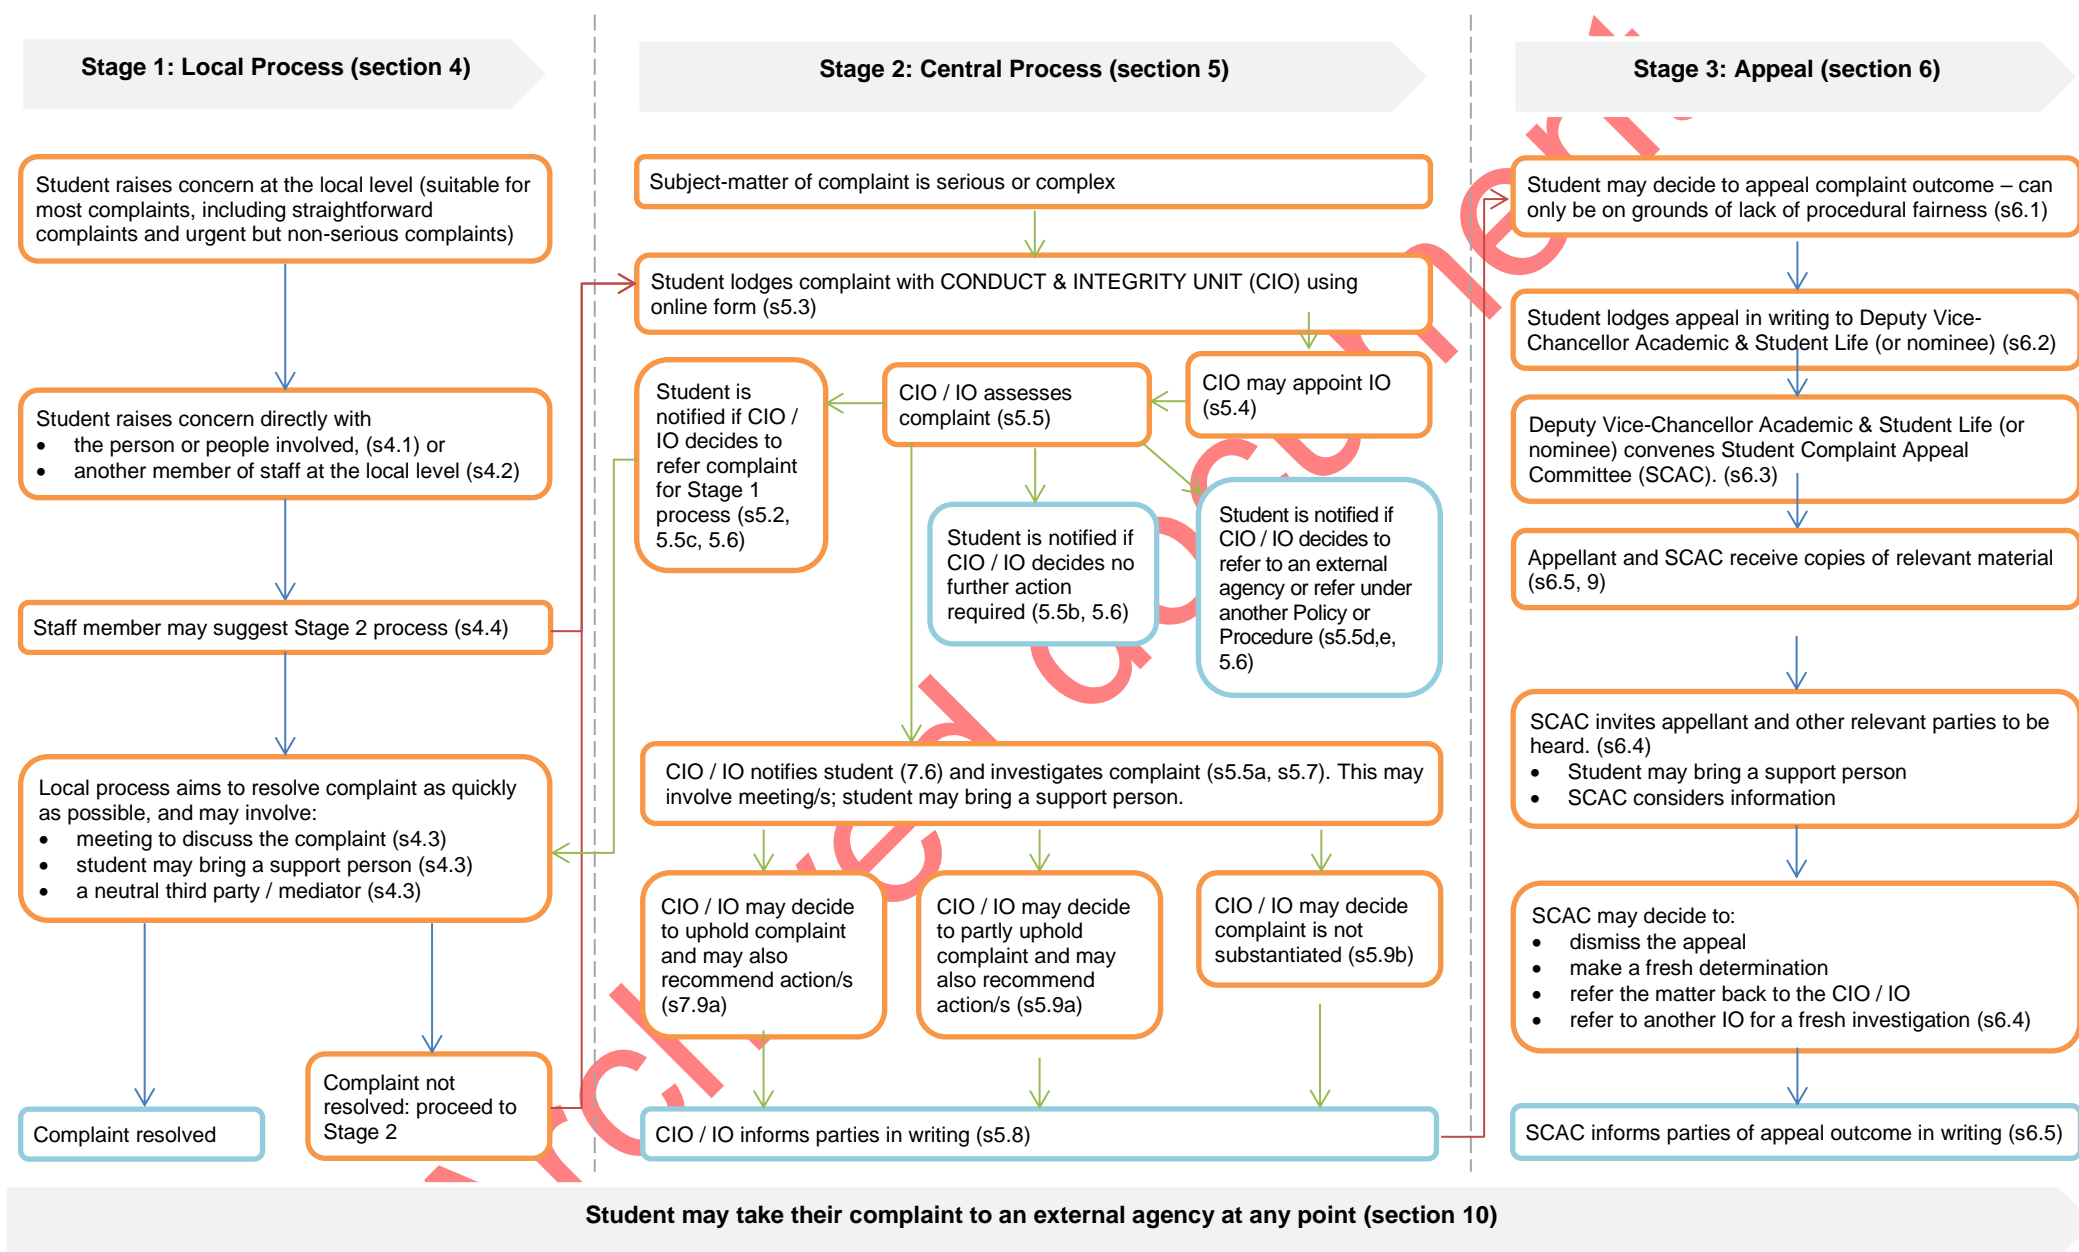 Stage 1: Local Process (section 4)
Student raises concern at the local level (suitable for
most complaints, including straightforward
complaints and urgent but non-serious complaints)
Student raises concern directly with
• the person or people involved, (s4.1) or
• another member of staff at the local level (s4.2)
Staff member may suggest Stage 2 process (s4.4)
Local process aims to resolve complaint as quickly
as possible, and may involve:
• meeting to discuss the complaint (s4.3)
• student may bring a support person (s4.3)
• a neutral third party / mediator (s4.3)
Complaint resolved
Complaint not
resolved: proceed to
Stage 2
Stage 2: Central Process (section 5)
Subject-matter of complaint is serious or complex
Student lodges complaint with CONDUCT & INTEGRITY UNIT (CIO) using
online form (s5.3)
CIO may appoint IO
(s5.4)
CIO / IO assesses
complaint (s5.5)
Student is
notified if CIO /
IO decides to
refer complaint
for Stage 1
process (s5.2,
5.5c, 5.6)
Student is notified if
CIO / IO decides no
further action
required (5.5b, 5.6)
Student is notified if
CIO / IO decides to
refer to an external
agency or refer under
another Policy or
Procedure (s5.5d,e,
5.6)
CIO / IO notifies student (7.6) and investigates complaint (s5.5a, s5.7). This may
involve meeting/s; student may bring a support person.
CIO / IO may decide
to uphold complaint
and may also
recommend action/s
(s7.9a)
CIO / IO may decide
to partly uphold
complaint and may
also recommend
action/s (s5.9a)
CIO / IO may decide
complaint is not
substantiated (s5.9b)
CIO / IO informs parties in writing (s5.8)
Stage 3: Appeal (section 6)
Student may decide to appeal complaint outcome – can
only be on grounds of lack of procedural fairness (s6.1)
Student lodges appeal in writing to Deputy Vice-
Chancellor Academic & Student Life (or nominee) (s6.2)
Deputy Vice-Chancellor Academic & Student Life (or
nominee) convenes Student Complaint Appeal
Committee (SCAC). (s6.3)
Appellant and SCAC receive copies of relevant material
(s6.5, 9)
SCAC invites appellant and other relevant parties to be
heard. (s6.4)
• Student may bring a support person
• SCAC considers information
SCAC may decide to:
• dismiss the appeal
• make a fresh determination
• refer the matter back to the CIO / IO
• refer to another IO for a fresh investigation (s6.4)
SCAC informs parties of appeal outcome in writing (s6.5)
Student may take their complaint to an external agency at any point (section 10)